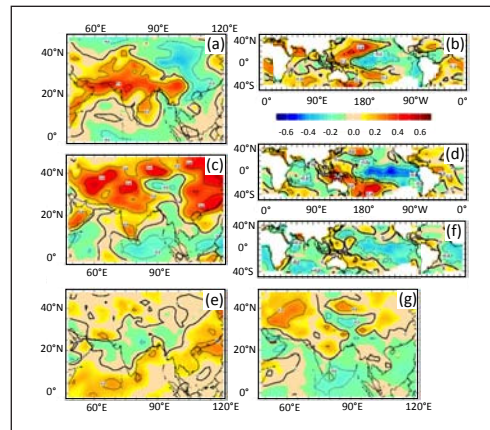 60°E 90°E 120°E
40°N (a) 40°N (b)
20°N 0°
0° 40°S
0° 90°E 180° 90°W 0°
-0.6 -0.4 -0.2 0.0 0.2 0.4 0.6
40°N (c) 40°N (d)
20°N 0°
0° 40°S
0° 90°E 180° 90°W 0°
40°N (f)
0°
40°S
40°N (e) 40°N (g)
20°N 20°N
0° 0°
60°E 90°E 120°E 60°E 90°E 120°E